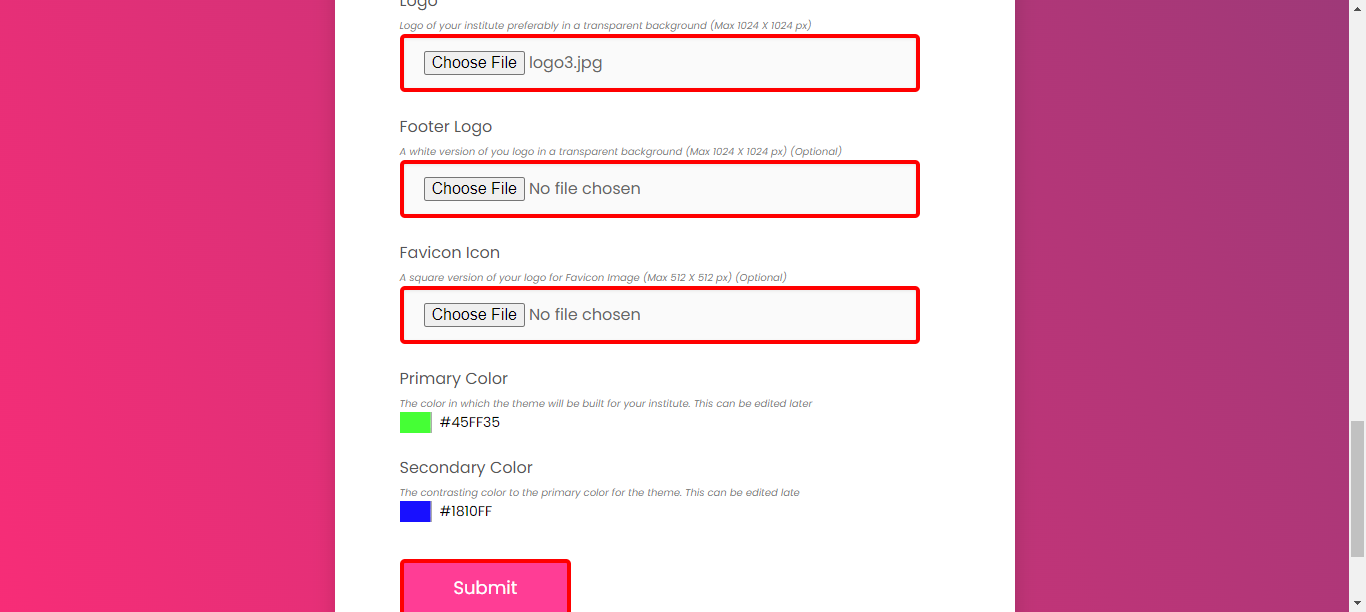 Logo
Logo of your institute preferably in a transparent background (Max 1024 X 1024 px)
Choose File logo3.jpg
Footer Logo
A white version of you logo in a transparent background (Max 1024 X 1024 px) (Optional)
Choose File No file chosen
Favicon Icon
A square version of your logo for Favicon Image (Max 512 X 512 px) (Optional)
Choose File No file chosen
Primary Color
The color in which the theme will be built for your institute. This can be edited later
#45FF35
Secondary Color
The contrasting color to the primary color for the theme. This can be edited late
#1810FF
Submit